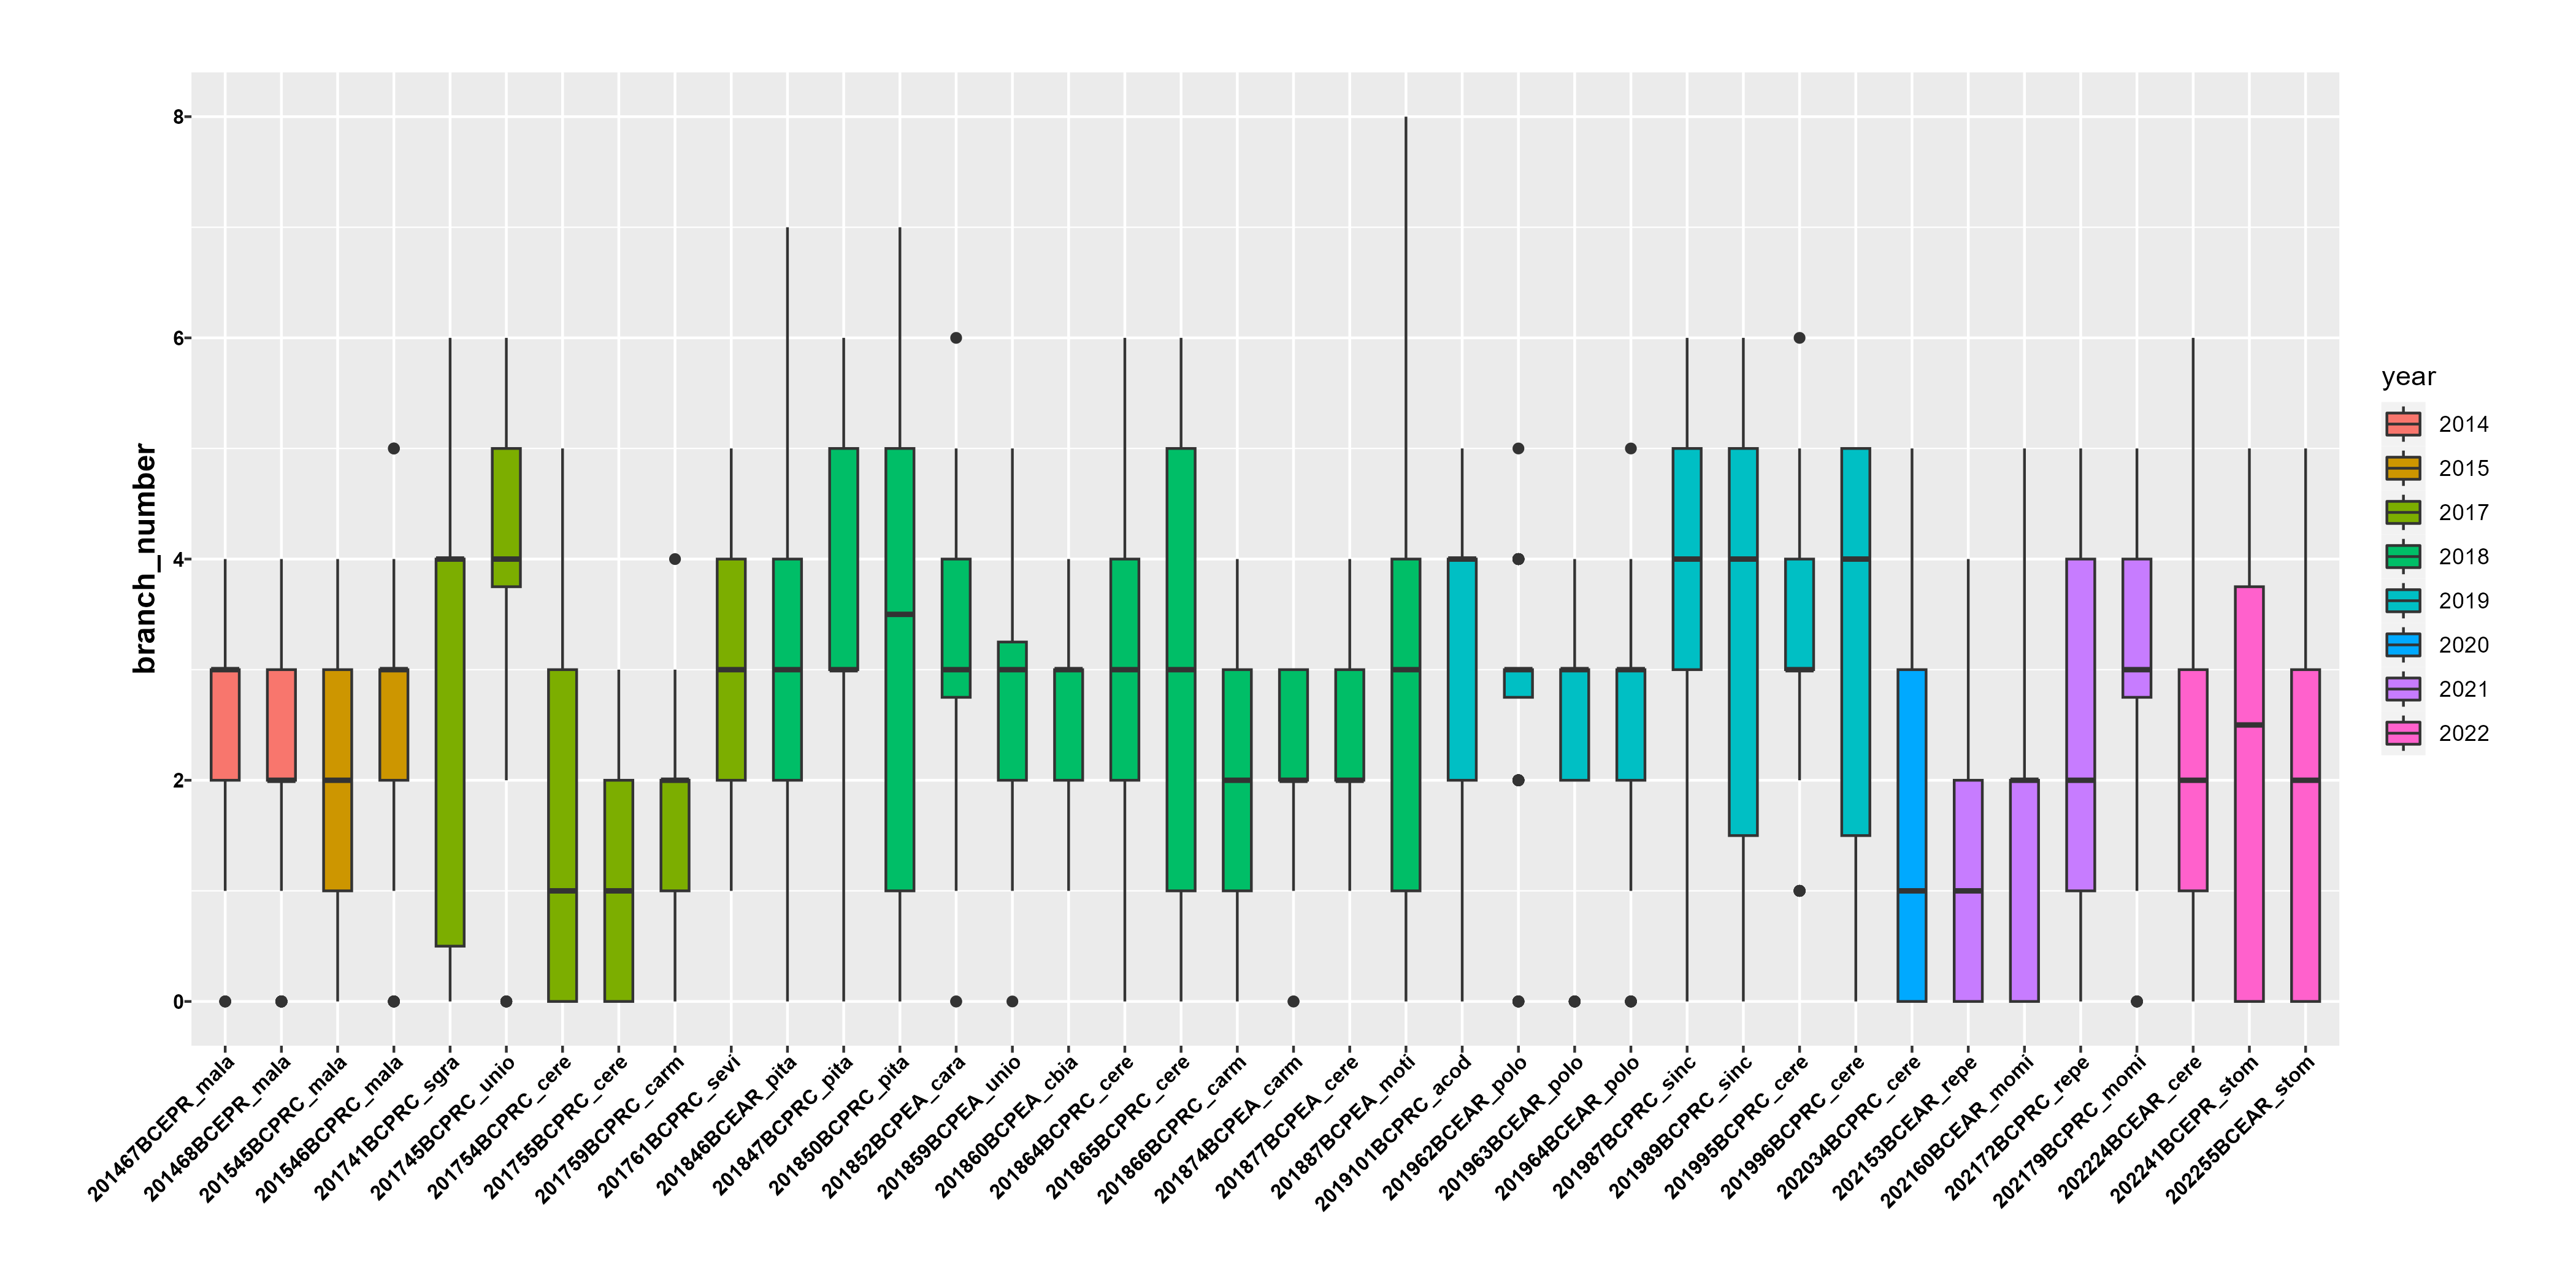 branch_number
8
6
4
2
0
201467BCEPR_mala
201468BCEPR_mala
201545BCPRC_mala
201546BCPRC_mala
201741BCPRC_sgra
201745BCPRC_unio
201754BCPRC_cere
201755BCPRC_cere
201759BCPRC_carm
201761BCPRC_sevi
201846BCEAR_pita
201847BCPRC_pita
201850BCPRC_pita
201852BCPEA_cara
201859BCPEA_unio
201860BCPEA_cbia
201864BCPRC_cere
201865BCPRC_cere
201866BCPRC_carm
201874BCPEA_carm
201877BCPEA_cere
201887BCPEA_moti
2019101BCPRC_acod
201962BCEAR_polo
201963BCEAR_polo
201964BCEAR_polo
201987BCPRC_sinc
201989BCPRC_sinc
201995BCPRC_cere
201996BCPRC_cere
202034BCPRC_cere
202153BCEAR_repe
202160BCEAR_momi
202172BCPRC_repe
202179BCPRC_momi
202224BCEAR_cere
202241BCEPR_stom
202255BCEAR_stom
year
2014
2015
2017
2018
2019
2020
2021
2022